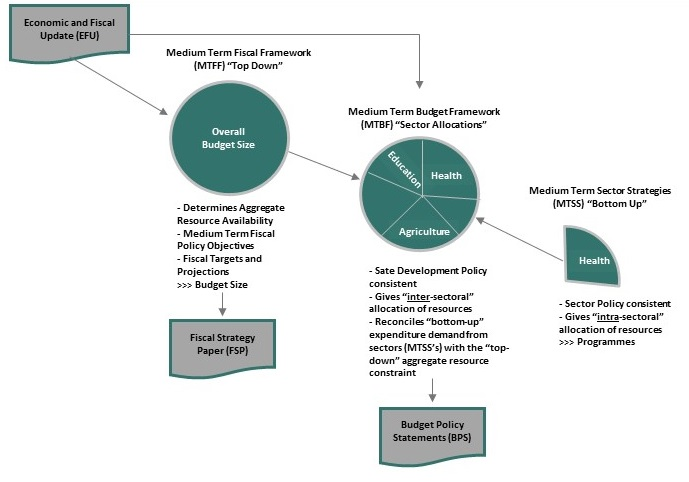 Economic and Fiscal
Update (EFU)
Medium Term Fiscal Framework
(MTFF) “Top Down”
Overall
Budget Size
- Determines Aggregate
Resource Availability
- Medium Term Fiscal
Policy Objectives
- Fiscal Targets and
Projections
>>> Budget Size
Fiscal Strategy
Paper (FSP)
Medium Term Budget Framework
(MTBF) “Sector Allocations”
Education
Health
Agriculture
- Sate Development Policy
consistent
- Gives “inter-sectoral”
allocation of resources
- Reconciles “bottom-up”
expenditure demand from
sectors (MTSS’s) with the “top-
down” aggregate resource
constraint
Budget Policy
Statements (BPS)
Medium Term Sector Strategies
(MTSS) “Bottom Up”
Health
- Sector Policy consistent
- Gives “intra-sectoral”
allocation of resources
>>> Programmes